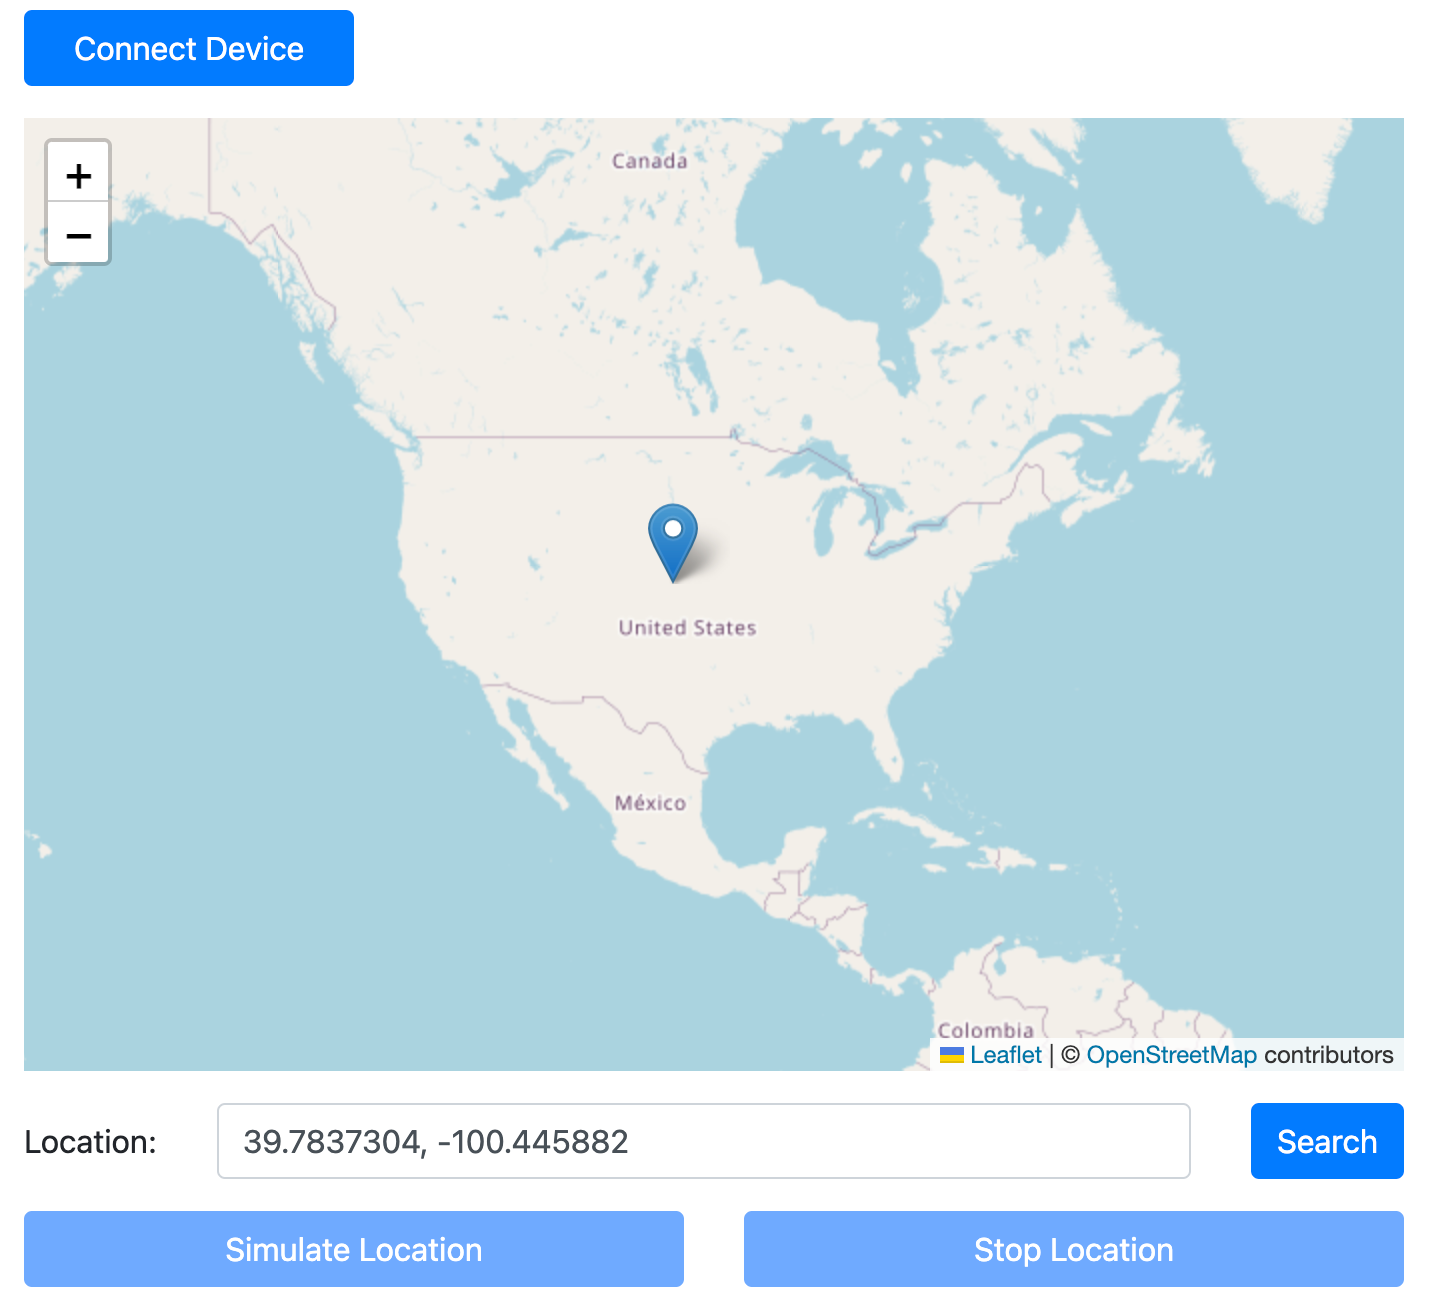 Connect Device
+
−
Canada
United States
México
Colombia
Leaflet | © OpenStreetMap contributors
Location: 39.7837304, -100.445882 Search
Simulate Location Stop Location